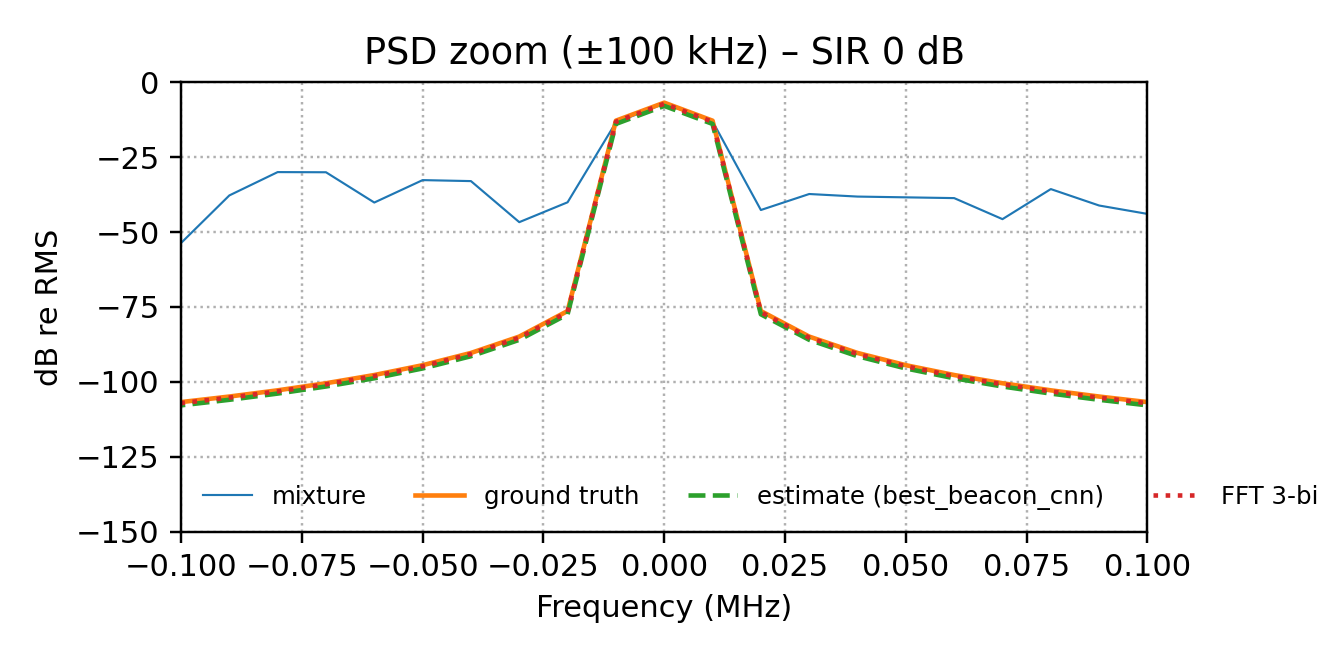 PSD zoom (±100 kHz) – SIR 0 dB
0
−25
−50
−75
−100
−125
−150
dB re RMS
mixture ground truth estimate (best_beacon_cnn) FFT 3-bi
−0.100 −0.075 −0.050 −0.025 0.000 0.025 0.050 0.075 0.100
Frequency (MHz)